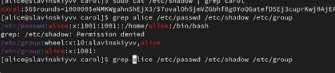 [alice@slavinskiyvv carol]$ sudo cat /etc/shadow | grep carol
[alice@slavinskiyvv carol]$ grep alice /etc/passwd /etc/shadow /etc/group
/etc/passwd:alice:x:1001:1001::/home/alice:/bin/bash
grep: /etc/shadow: Permission denied
/etc/group:wheel:x:10:slavinskiyvv,alice
/etc/group:alice:x:1001:
[alice@slavinskiyvv carol]$ grep alice /etc/passwd /etc/shadow /etc/group